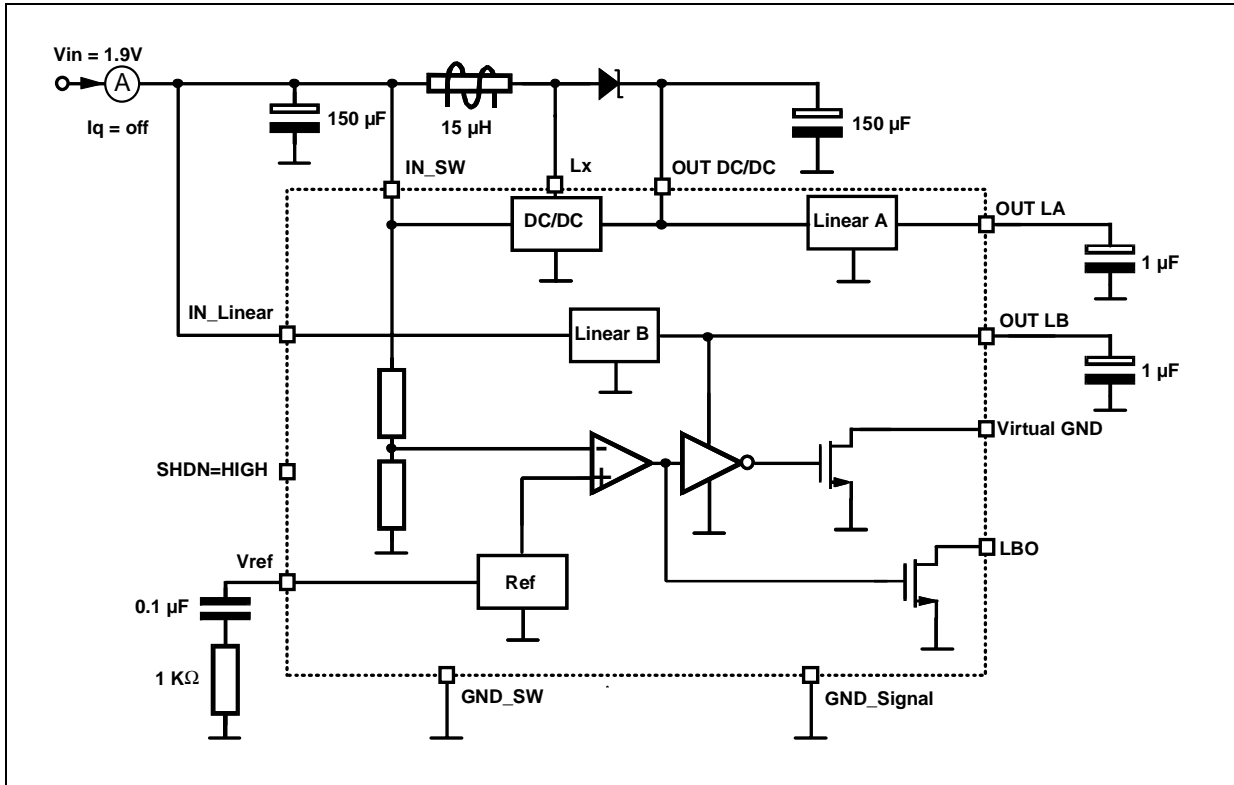 Vin = 1.9V
A
Iq = off
150 µF
15 µH
150 µF
IN_SW
Lx
OUT DC/DC
OUT LA
DC/DC
Linear A
1 µF
IN_Linear
OUT LB
Linear B
1 µF
Virtual GND
-
+
SHDN=HIGH
LBO
Vref
Ref
0.1 µF
1 KΩ
GND_SW
GND_Signal